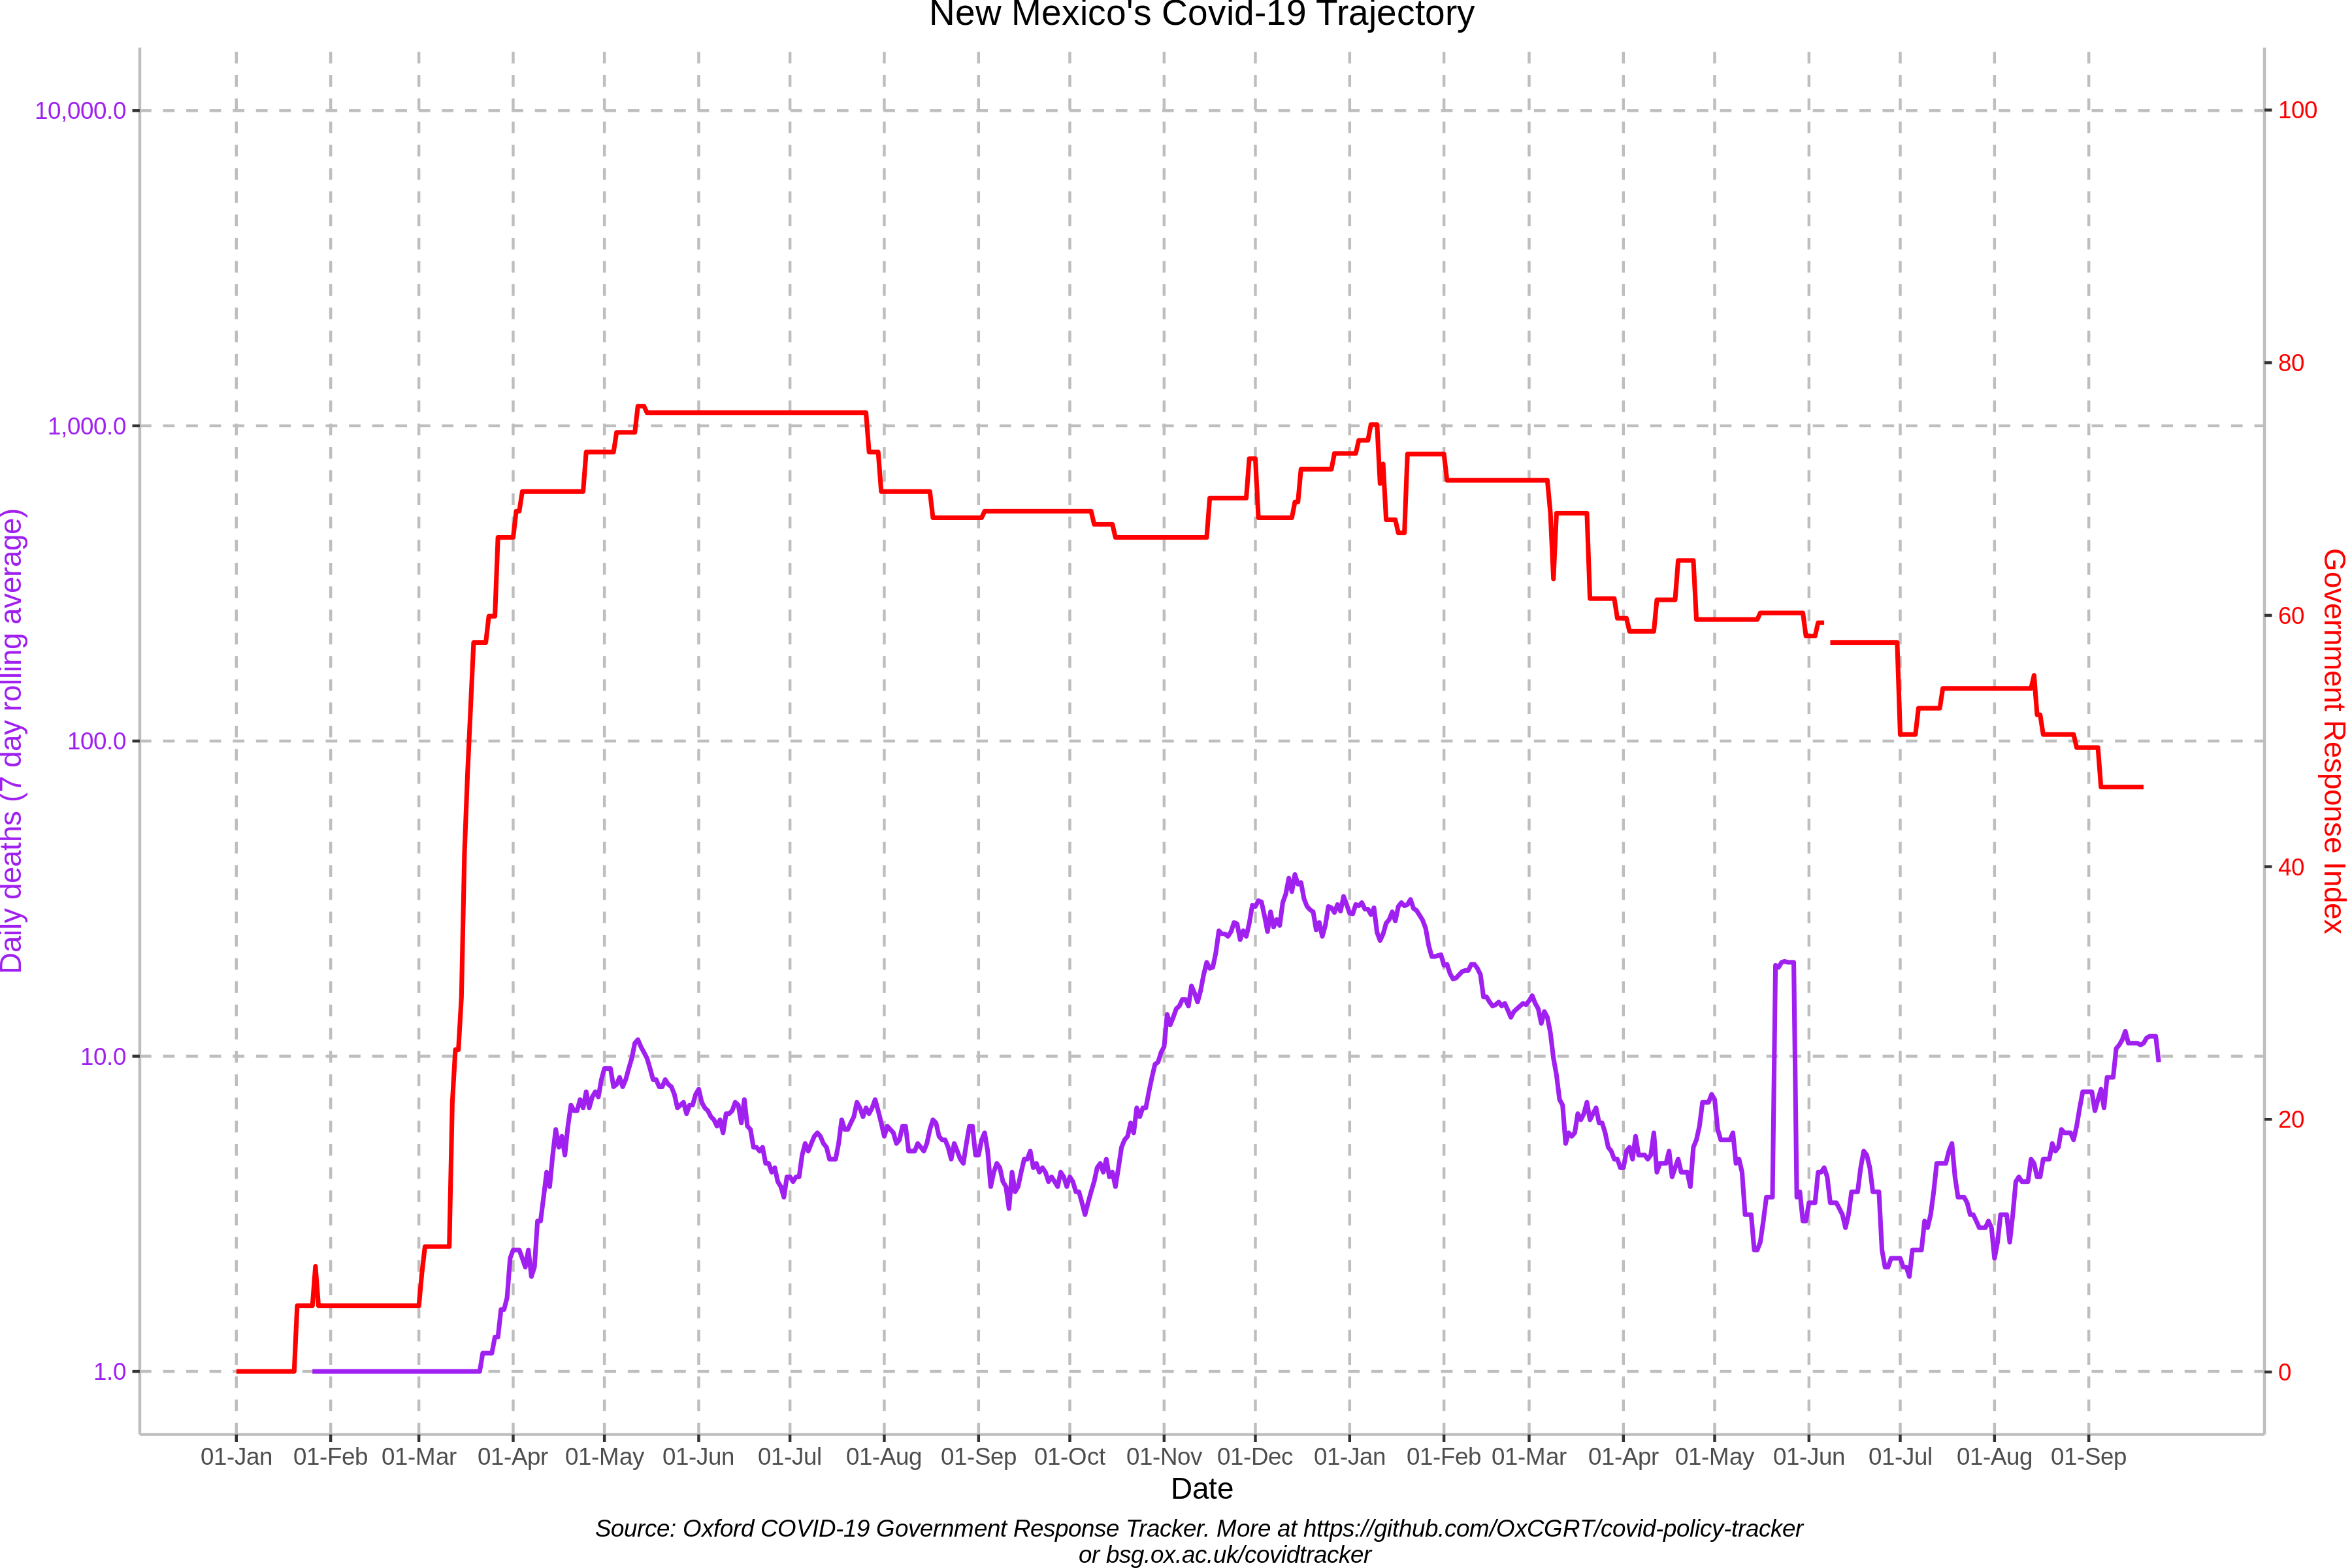 New Mexico's Covid-19 Trajectory
10,000.0
1,000.0
100.0
10.0
1.0
Daily deaths (7 day rolling average)
100
80
60
40
20
0
Government Response Index
01-Jan 01-Feb 01-Mar 01-Apr 01-May 01-Jun 01-Jul 01-Aug 01-Sep 01-Oct 01-Nov 01-Dec 01-Jan 01-Feb 01-Mar 01-Apr 01-May 01-Jun 01-Jul 01-Aug 01-Sep
Date
Source: Oxford COVID-19 Government Response Tracker. More at https://github.com/OxCGRT/covid-policy-tracker
or bsg.ox.ac.uk/covidtracker